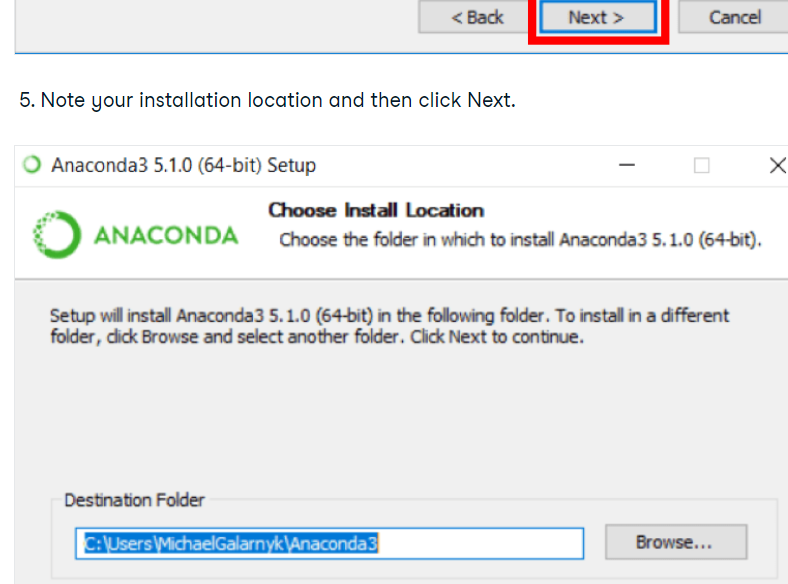 < Back Next > Cancel
5. Note your installation location and then click Next.
Anaconda3 5.1.0 (64-bit) Setup
ANACONDA
Choose Install Location
Choose the folder in which to install Anaconda3 5.1.0 (64-bit).
Setup will install Anaconda3 5.1.0 (64-bit) in the following folder. To install in a different
folder, click Browse and select another folder. Click Next to continue.
Destination Folder
C:\Users\MichaelGalarnyk\Anaconda3
Browse...